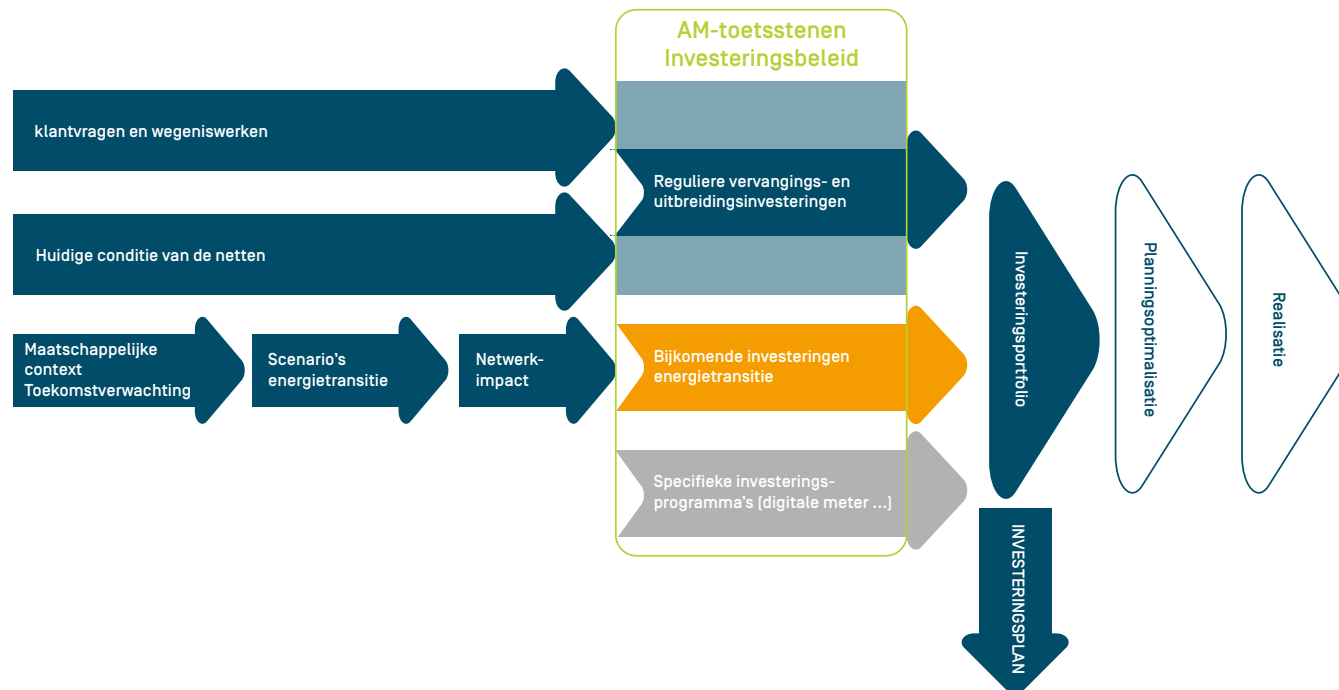 AM-toetsstenen
Investeringsbeleid
klantvragen en wegeniswerken
Reguliere vervangings- en
uitbreidingsinvesteringen
Huidige conditie van de netten
Maatschappelijke
context
Toekomstverwachting
Scenario's
energietransitie
Netwerk-
impact
Bijkomende investeringen
energietransitie
Specifieke investerings-
programma's (digitale meter ...)
Investeringsportfolio
Planningsoptimalisatie
Realisatie
INVESTERINGSPLAN